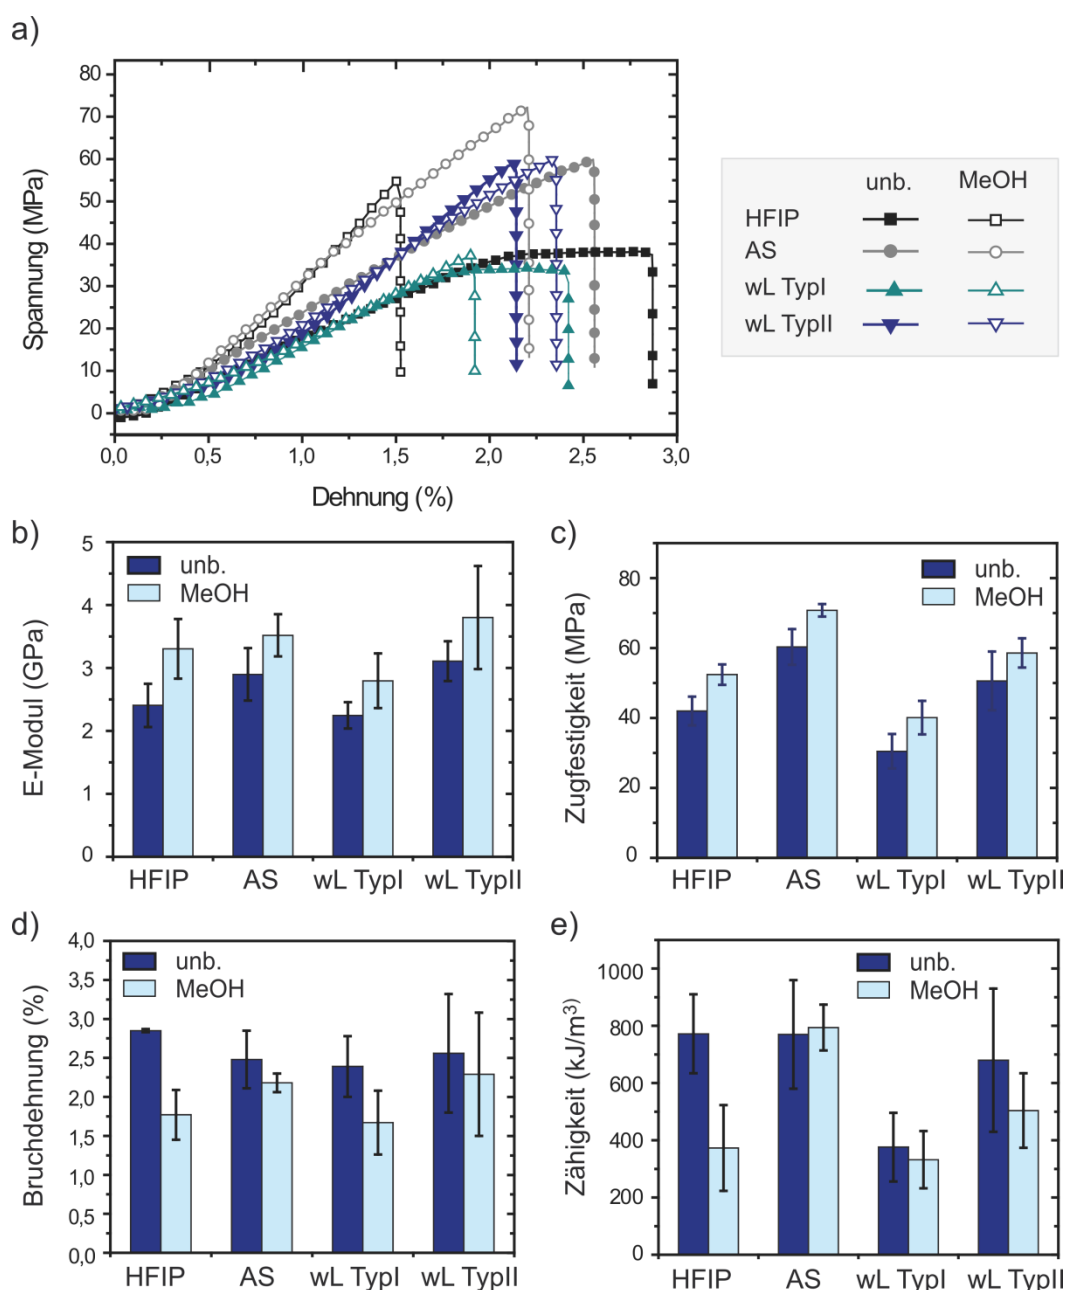 a)
80
70
60
50
40
30
20
10
0
Spannung (MPa)
0,0 0,5 1,0 1,5 2,0 2,5 3,0
Dehnung (%)
unb. MeOH
HFIP
AS
wL TypI
wL TypII
b)
5
4
3
2
1
0
E-Modul (GPa)
unb.
MeOH
HFIP AS wL TypI wL TypII
c)
80
60
40
20
0
Zugfestigkeit (MPa)
unb.
MeOH
HFIP AS wL TypI wL TypII
d)
4,0
3,5
3,0
2,5
2,0
1,5
1,0
0,5
0,0
Bruchdehnung (%)
unb.
MeOH
HFIP AS wL TypI wL TypII
e)
1000
800
600
400
200
0
Zähigkeit (kJ/m³)
unb.
MeOH
HFIP AS wL TypI wL TypII